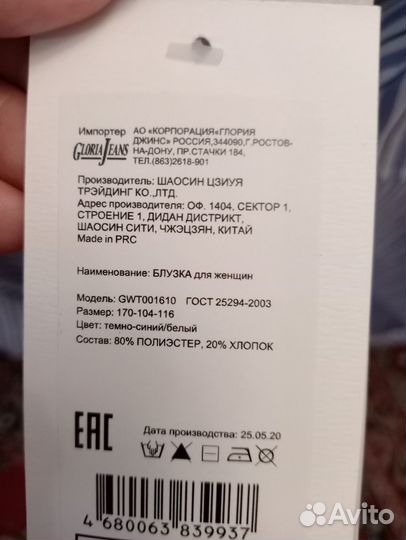 Импортер
АО «КОРПОРАЦИЯ«ГЛОРИЯ
ДЖИНС» РОССИЯ,344090,Г.РОСТОВ-
НА-ДОНУ, ПР.СТАЧКИ 184,
ТЕЛ.(863)2618-901
GLORIA JEANS
Производитель: ШАОСИН ЦЗИУЯ
ТРЭЙДИНГ КО.,ЛТД.
Адрес производителя: ОФ. 1404, СЕКТОР 1,
СТРОЕНИЕ 1, ДИДАН ДИСТРИКТ,
ШАОСИН СИТИ, ЧЖЭЦЗЯН, КИТАЙ
Made in PRC
Наименование: БЛУЗКА для женщин
Модель: GWT001610 ГОСТ 25294-2003
Размер: 170-104-116
Цвет: темно-синий/белый
Состав: 80% ПОЛИЭСТЕР, 20% ХЛОПОК
EAC
Дата производства: 25.05.20
4 680063 839937
Avito